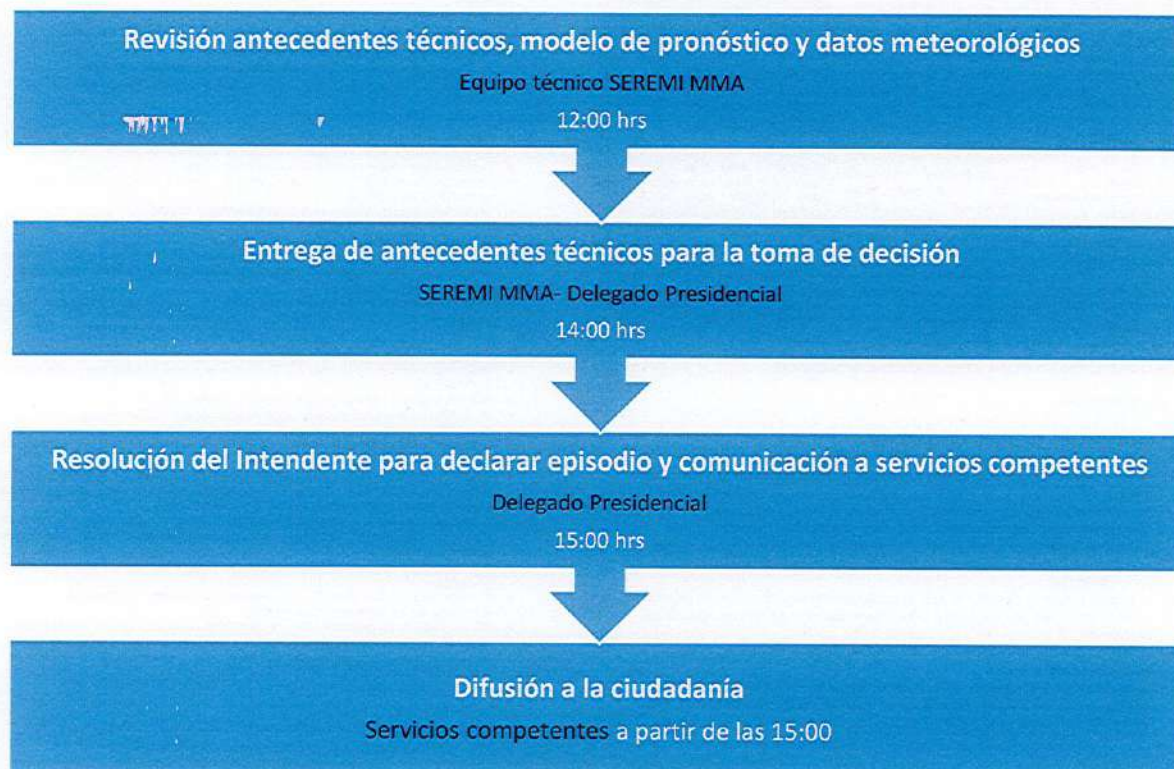 Revisión antecedentes técnicos, modelo de pronóstico y datos meteorológicos
Equipo técnico SEREMI MMA
12:00 hrs
Entrega de antecedentes técnicos para la toma de decisión
SEREMI MMA- Delegado Presidencial
14:00 hrs
Resolución del Intendente para declarar episodio y comunicación a servicios competentes
Delegado Presidencial
15:00 hrs
Difusión a la ciudadanía
Servicios competentes a partir de las 15:00